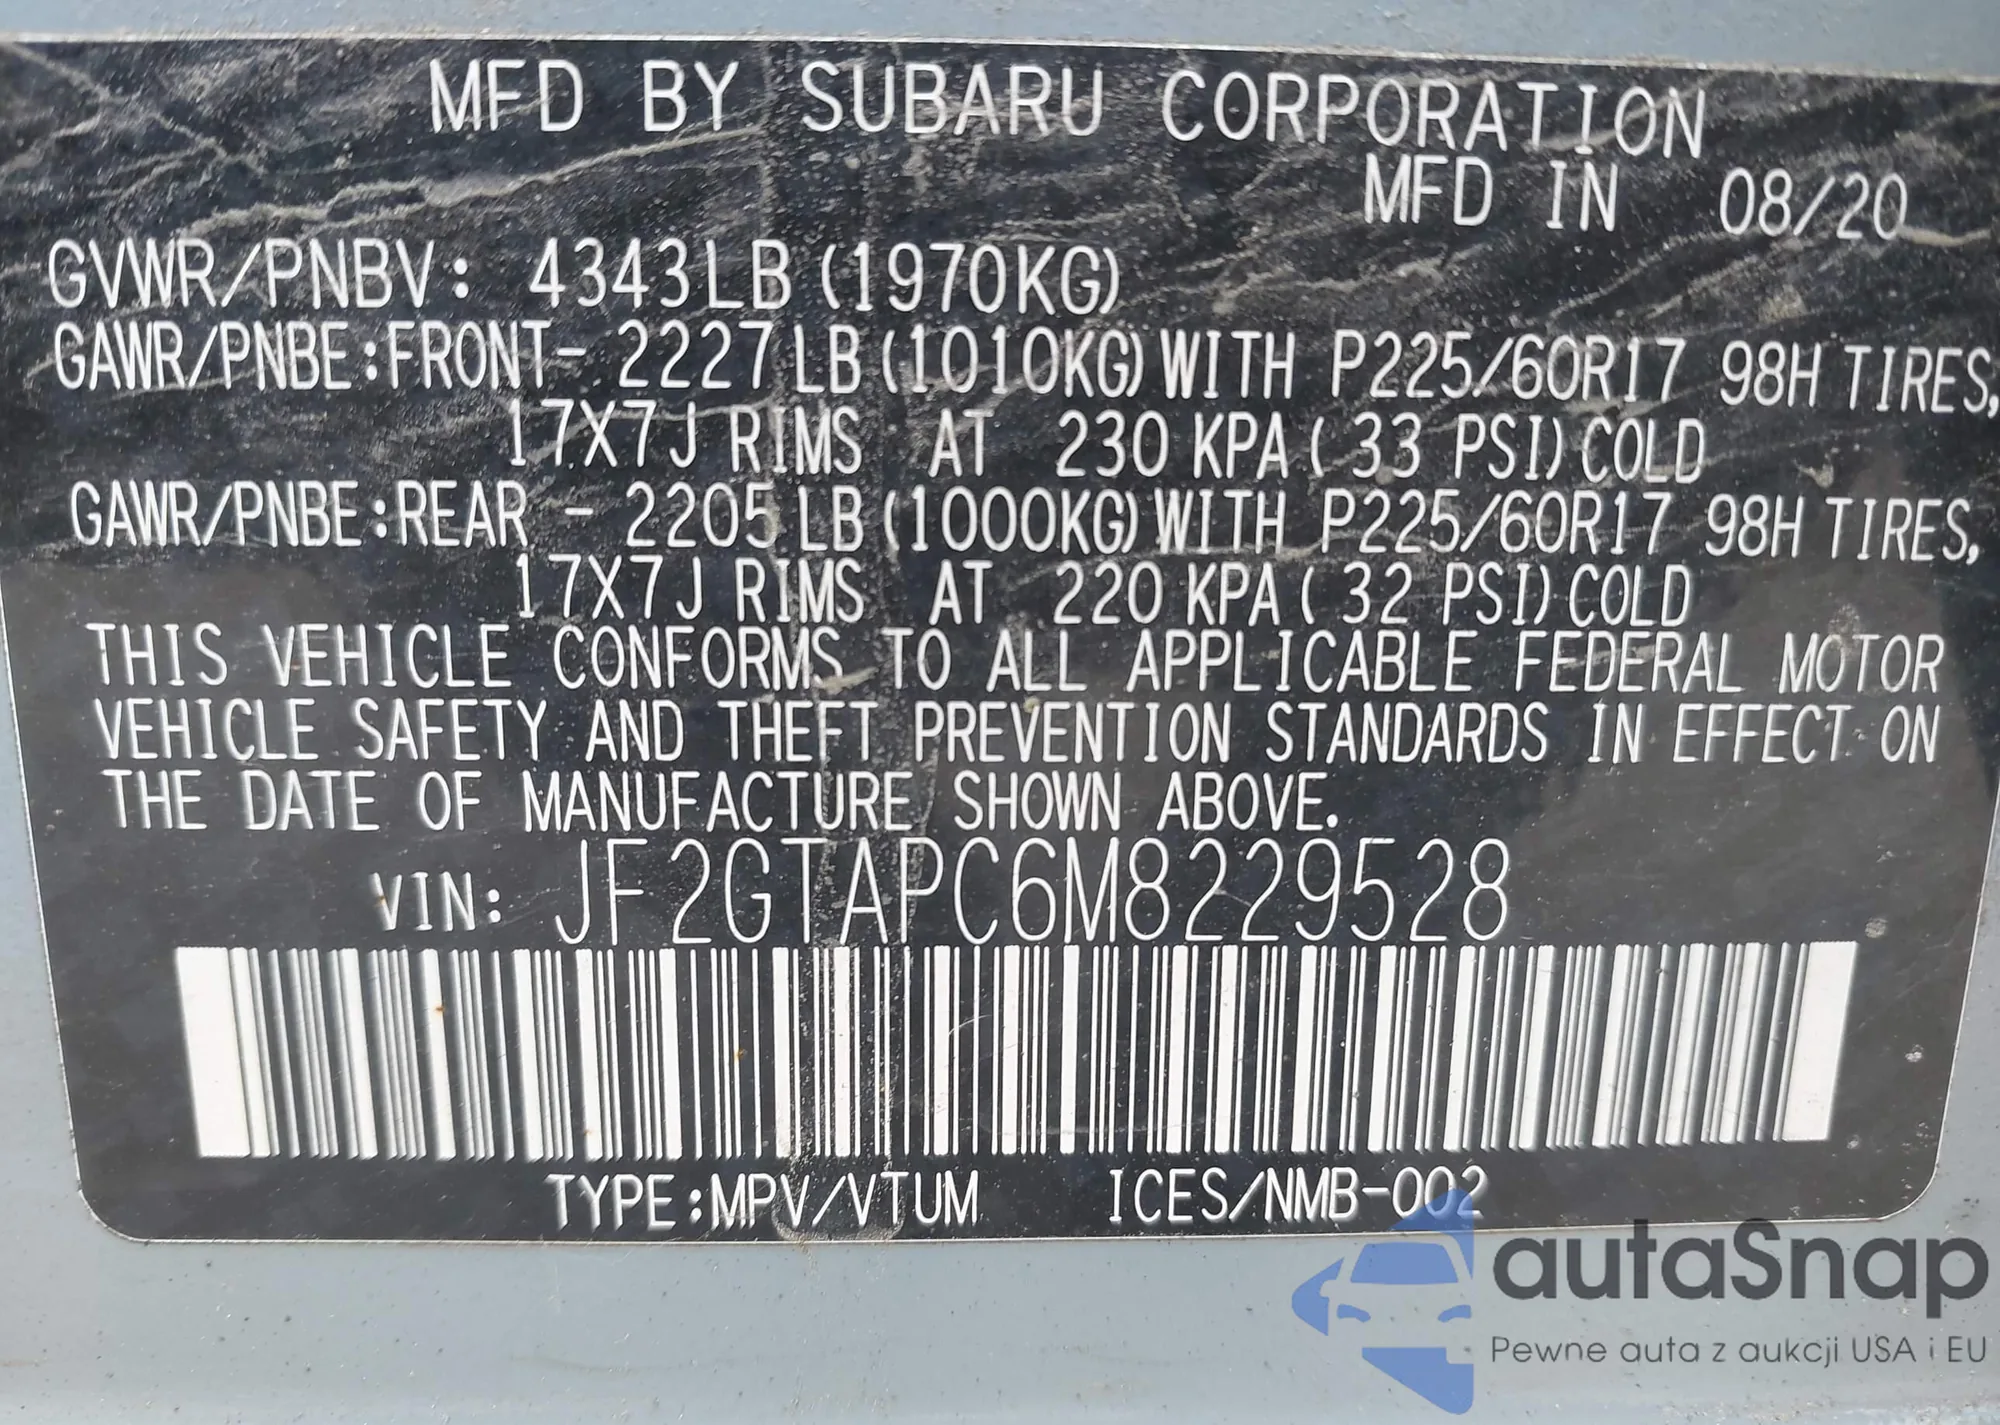 MFD BY SUBARU CORPORATION
MFD IN 08/20
GVWR/PNBV: 4343LB (1970KG)
GAWR/PNBE:FRONT- 2227LB (1010KG) WITH P225/60R17 98H TIRES,
17X7J RIMS AT 230 KPA ( 33 PSI) COLD
GAWR/PNBE:REAR - 2205LB (1000KG) WITH P225/60R17 98H TIRES,
17X7J RIMS AT 220 KPA ( 32 PSI) COLD
THIS VEHICLE CONFORMS TO ALL APPLICABLE FEDERAL MOTOR
VEHICLE SAFETY AND THEFT PREVENTION STANDARDS IN EFFECT ON
THE DATE OF MANUFACTURE SHOWN ABOVE.
VIN: JF2GTAPC6M8229528
TYPE:MPV/VTUM ICES/NMB-002
autaSnap
Pewne auta z aukcji USA i EU